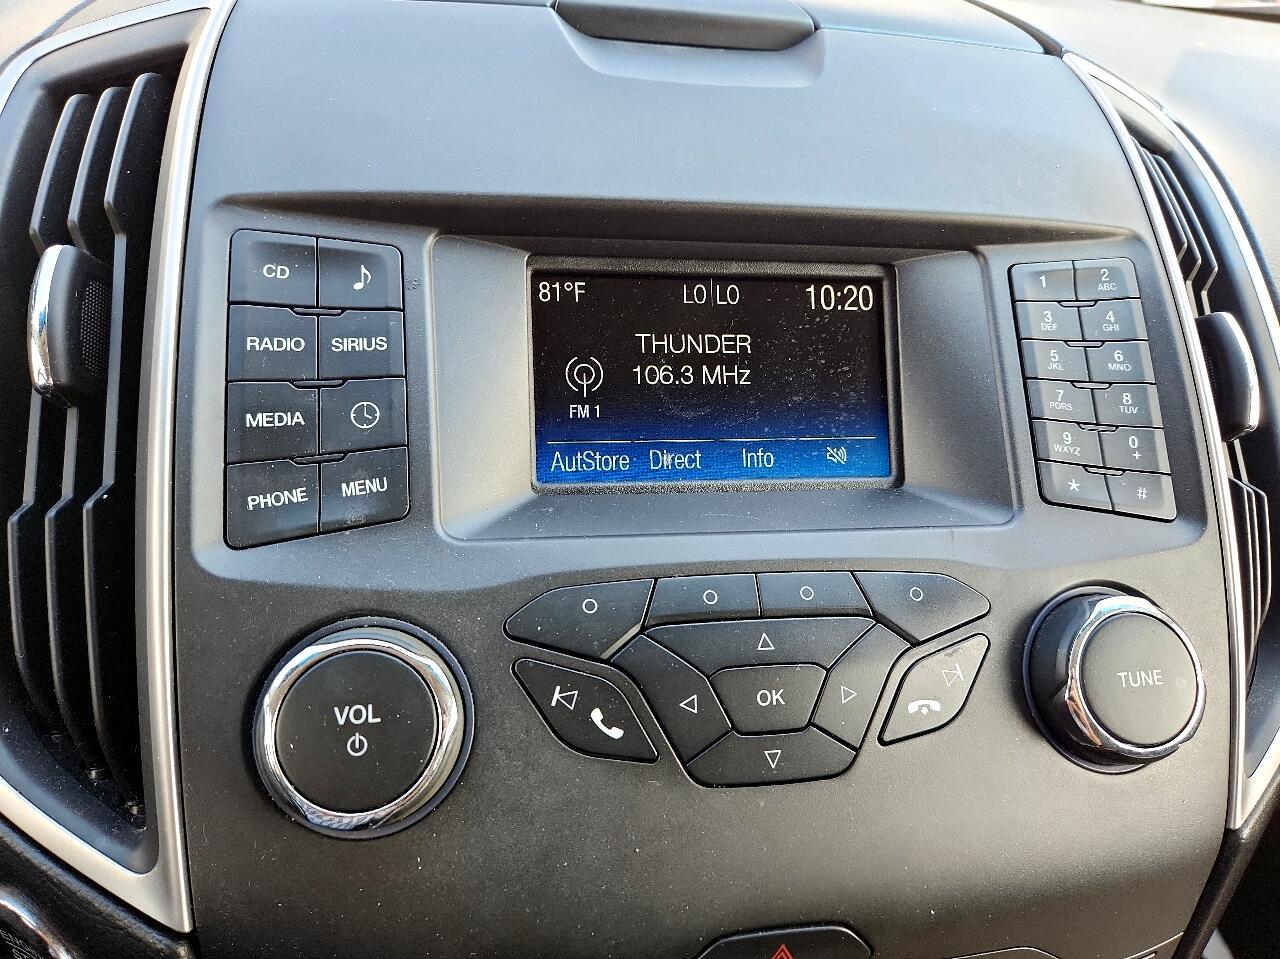 CD
RADIO SIRIUS
MEDIA
PHONE MENU
81°F LO LO 10:20
THUNDER
106.3 MHz
FM 1
AutStore Direct Info
1 2 ABC
3 DEF 4 GHI
5 JKL 6 MNO
7 PQRS 8 TUV
9 WXYZ 0 +
* #
VOL
OK
TUNE